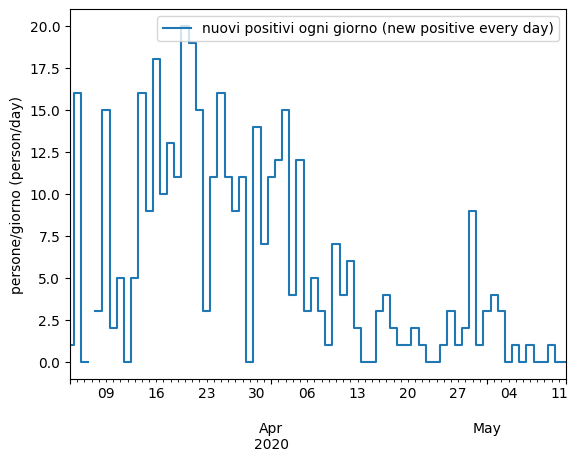 nuovi positivi ogni giorno (new positive every day)
persone/giorno (person/day)
20.0
17.5
15.0
12.5
10.0
7.5
5.0
2.5
0.0
09 16 23 30 06 13 20 27 04 11
Apr May
2020